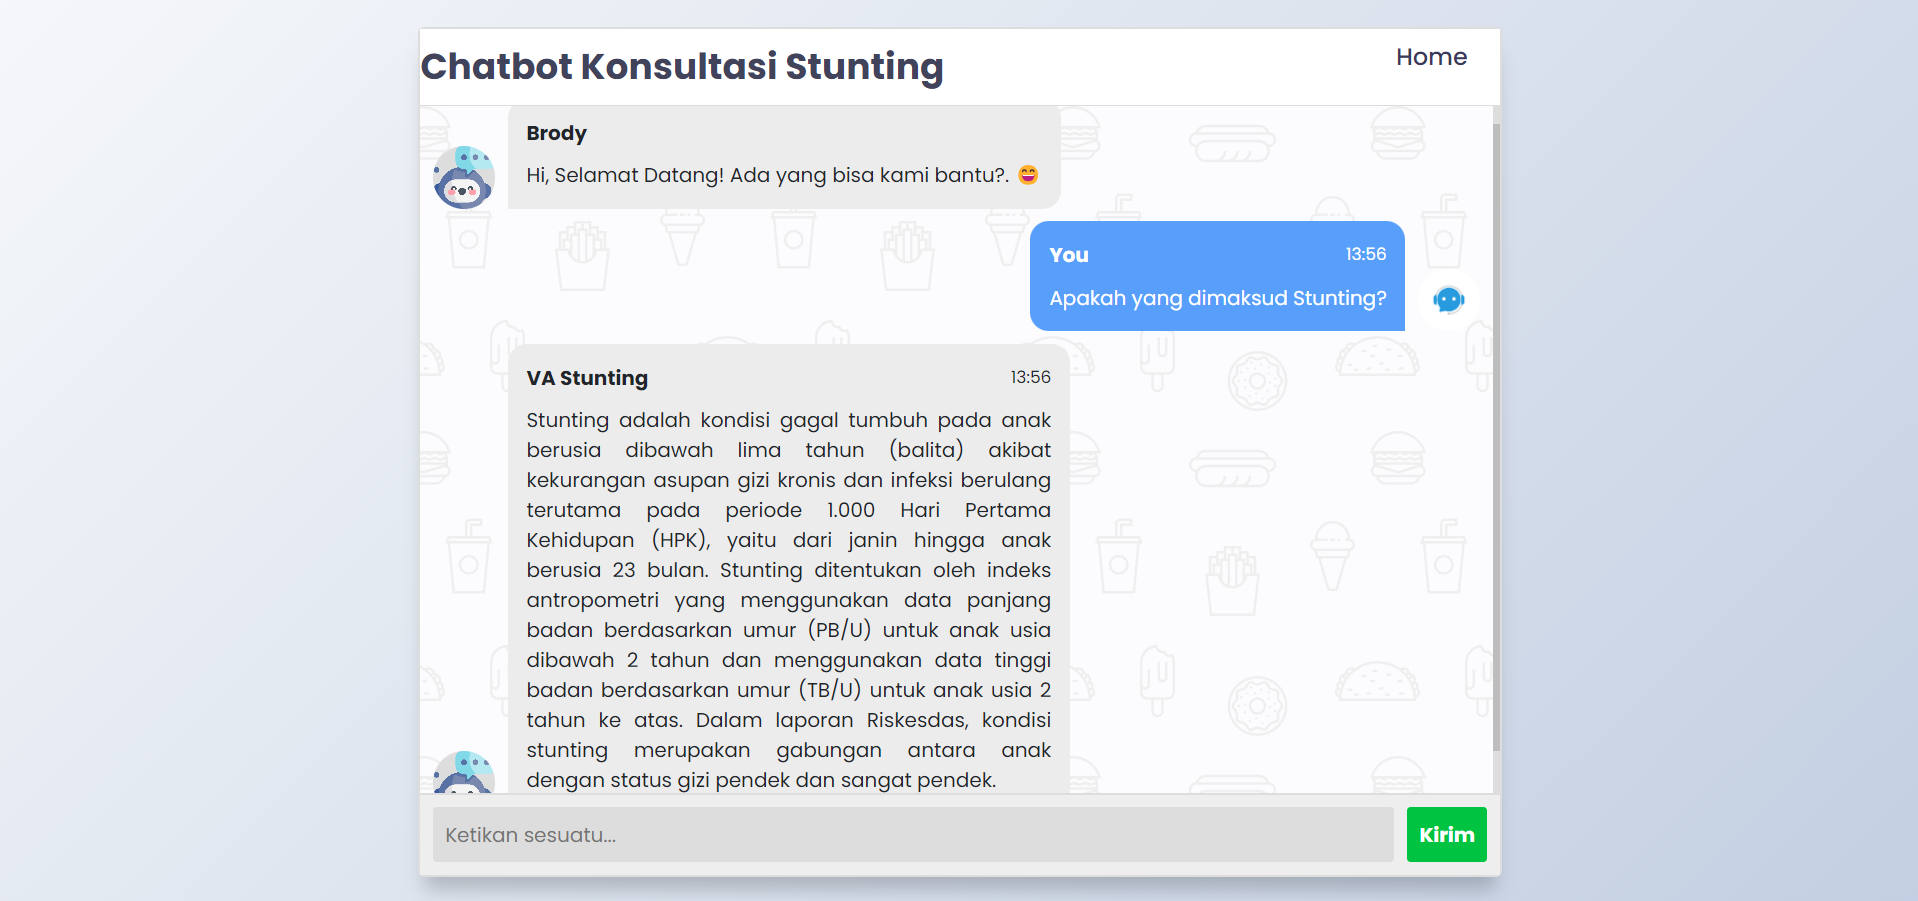 Chatbot Konsultasi Stunting
Home
Brody
Hi, Selamat Datang! Ada yang bisa kami bantu?.
You 13:56
Apakah yang dimaksud Stunting?
VA Stunting 13:56
Stunting adalah kondisi gagal tumbuh pada anak
berusia dibawah lima tahun (balita) akibat
kekurangan asupan gizi kronis dan infeksi berulang
terutama pada periode 1.000 Hari Pertama
Kehidupan (HPK), yaitu dari janin hingga anak
berusia 23 bulan. Stunting ditentukan oleh indeks
antropometri yang menggunakan data panjang
badan berdasarkan umur (PB/U) untuk anak usia
dibawah 2 tahun dan menggunakan data tinggi
badan berdasarkan umur (TB/U) untuk anak usia 2
tahun ke atas. Dalam laporan Riskesdas, kondisi
stunting merupakan gabungan antara anak
dengan status gizi pendek dan sangat pendek.
Ketikan sesuatu...
Kirim